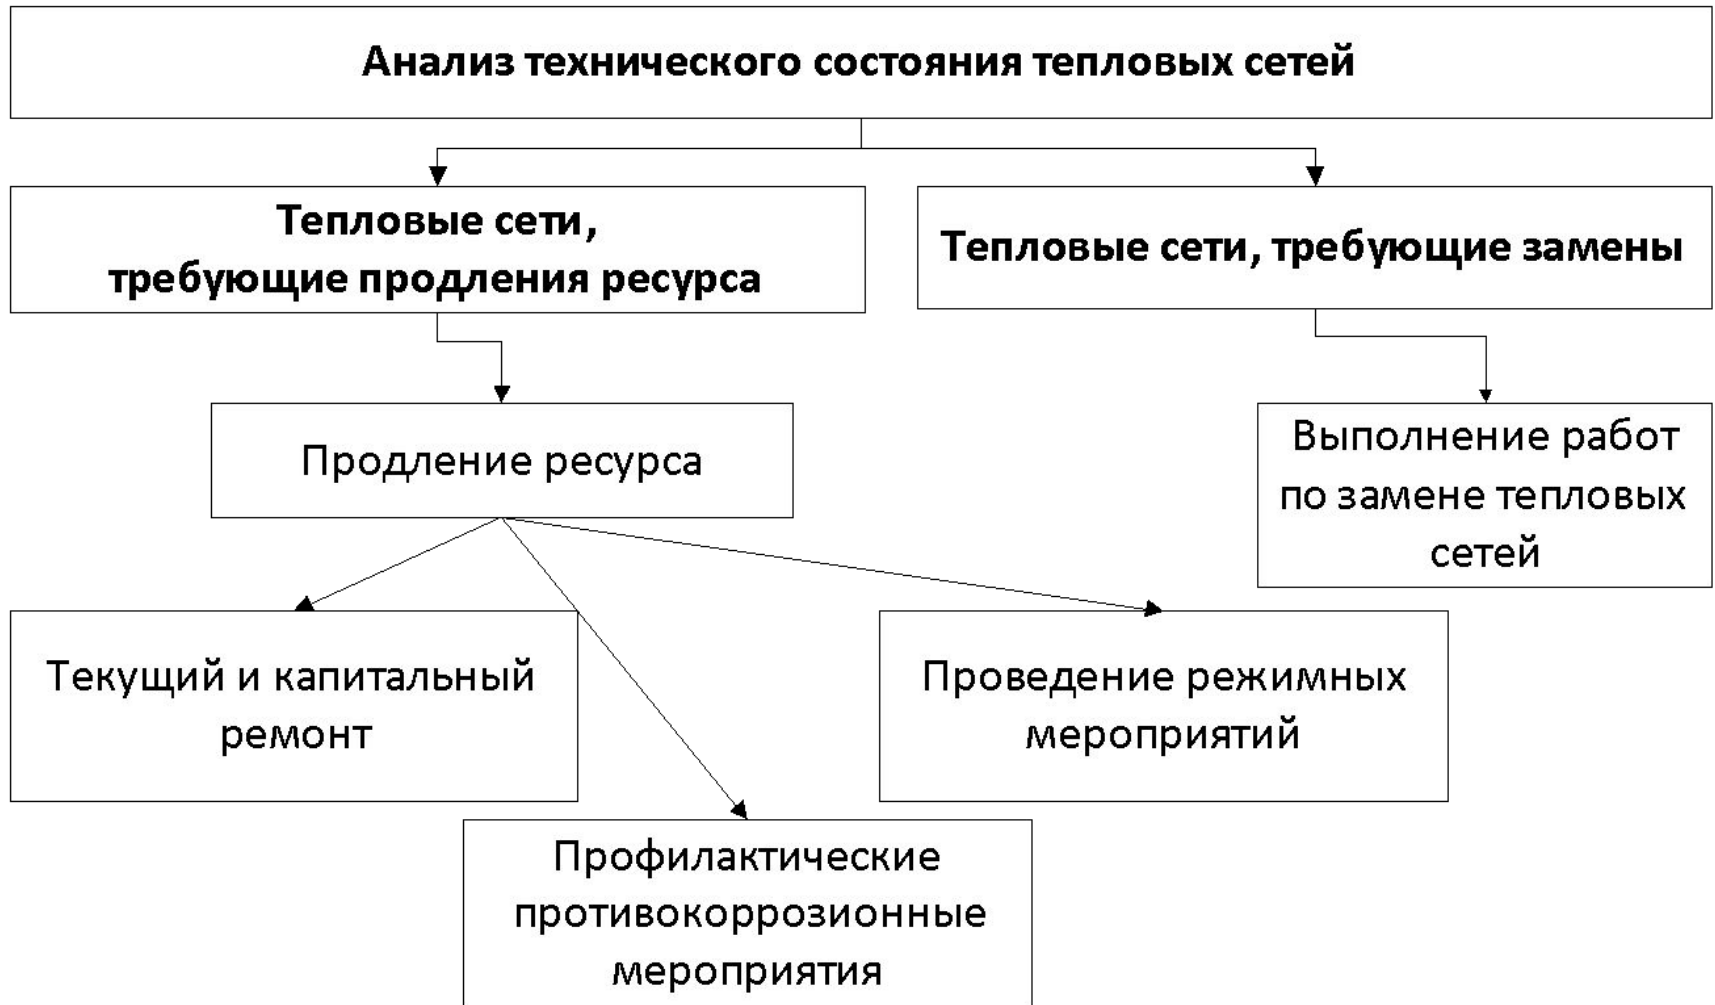 Анализ технического состояния тепловых сетей
Тепловые сети,
требующие продления ресурса
Тепловые сети, требующие замены
Продление ресурса
Выполнение работ
по замене тепловых
сетей
Текущий и капитальный
ремонт
Проведение режимных
мероприятий
Профилактические
противокоррозионные
мероприятия